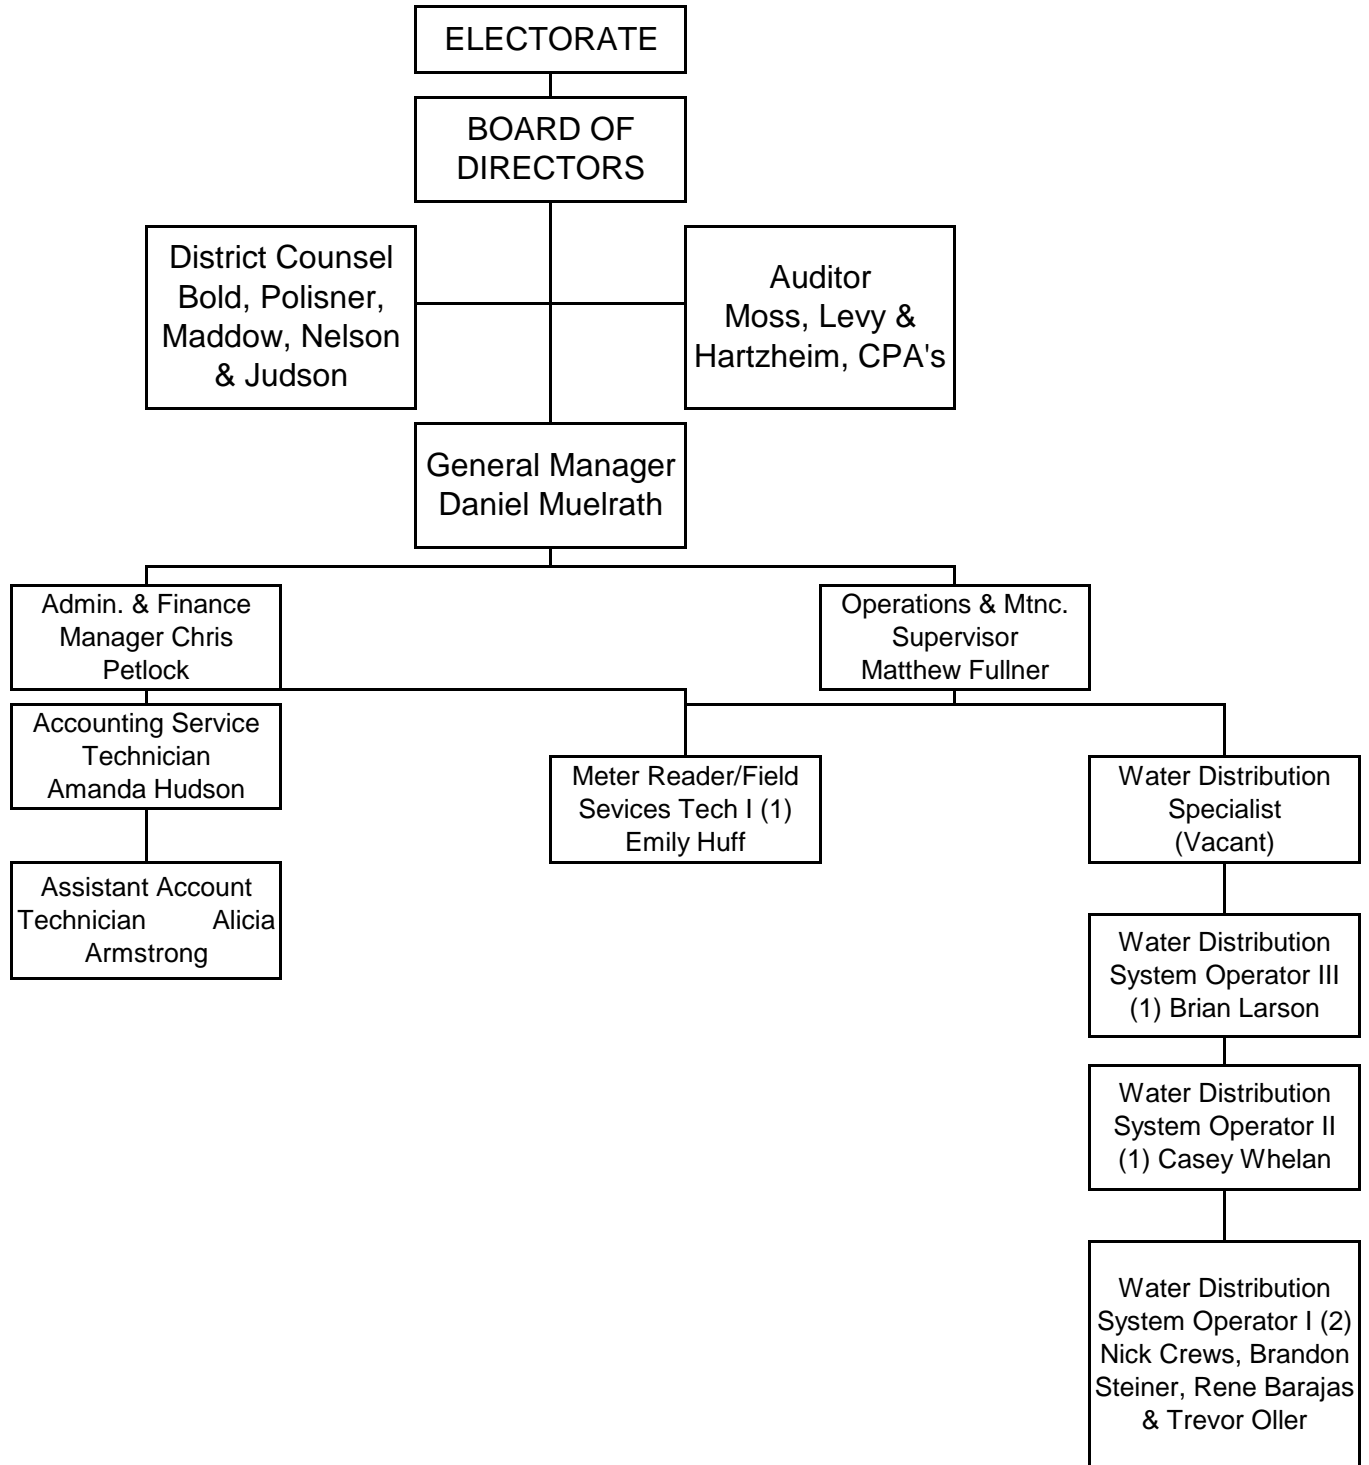 ELECTORATE
BOARD OF
DIRECTORS
District Counsel
Bold, Polisner,
Maddow, Nelson
& Judson
Auditor
Moss, Levy &
Hartzheim, CPA's
General Manager
Daniel Muelrath
Admin. & Finance
Manager Chris
Petlock
Operations & Mtnc.
Supervisor
Matthew Fullner
Accounting Service
Technician
Amanda Hudson
Meter Reader/Field
Sevices Tech I (1)
Emily Huff
Water Distribution
Specialist
(Vacant)
Assistant Account
Technician Alicia
Armstrong
Water Distribution
System Operator III
(1) Brian Larson
Water Distribution
System Operator II
(1) Casey Whelan
Water Distribution
System Operator I (2)
Nick Crews, Brandon
Steiner, Rene Barajas
& Trevor Oller